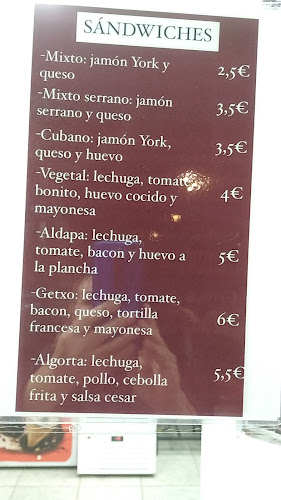 SÁNDWICHES
-Mixto: jamón York y
queso 2,5€
-Mixto serrano: jamón
serrano y queso 3,5€
-Cubano: jamón York,
queso y huevo 3,5€
-Vegetal: lechuga, tomate,
bonito, huevo cocido y 4€
mayonesa
-Aldapa: lechuga,
tomate, bacon y huevo a 5€
la plancha
-Getxo: lechuga, tomate,
bacon, queso, tortilla 6€
francesa y mayonesa
-Algorta: lechuga,
tomate, pollo, cebolla 5,5€
frita y salsa cesar